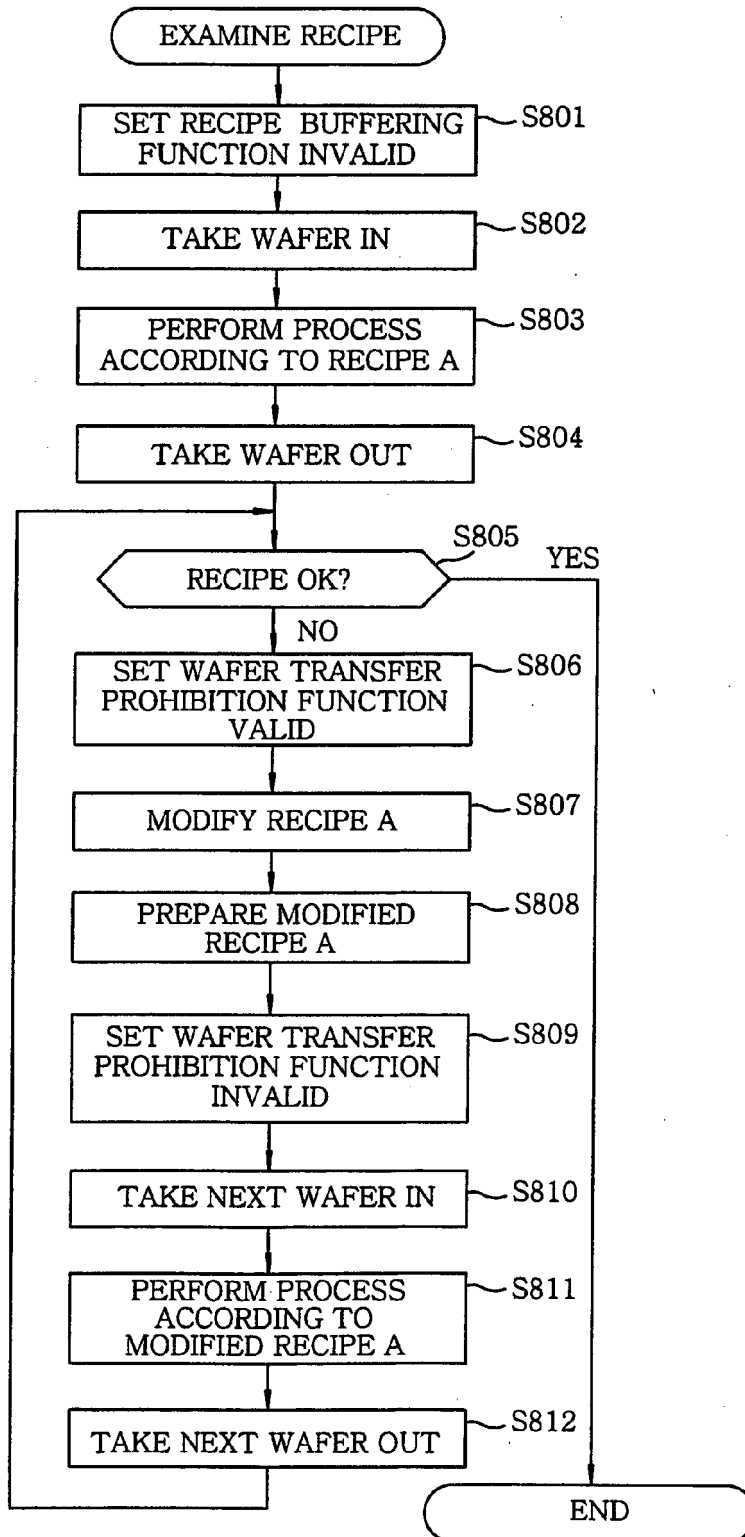 EXAMINE RECIPE
S801
SET RECIPE BUFFERING
FUNCTION INVALID
S802
TAKE WAFER IN
S803
PERFORM PROCESS
ACCORDING TO RECIPE A
S804
TAKE WAFER OUT
S805
YES
RECIPE OK?
NO
S806
SET WAFER TRANSFER
PROHIBITION FUNCTION
VALID
S807
MODIFY RECIPE A
S808
PREPARE MODIFIED
RECIPE A
S809
SET WAFER TRANSFER
PROHIBITION FUNCTION
INVALID
S810
TAKE NEXT WAFER IN
S811
PERFORM PROCESS
ACCORDING TO
MODIFIED RECIPE A
S812
TAKE NEXT WAFER OUT
END